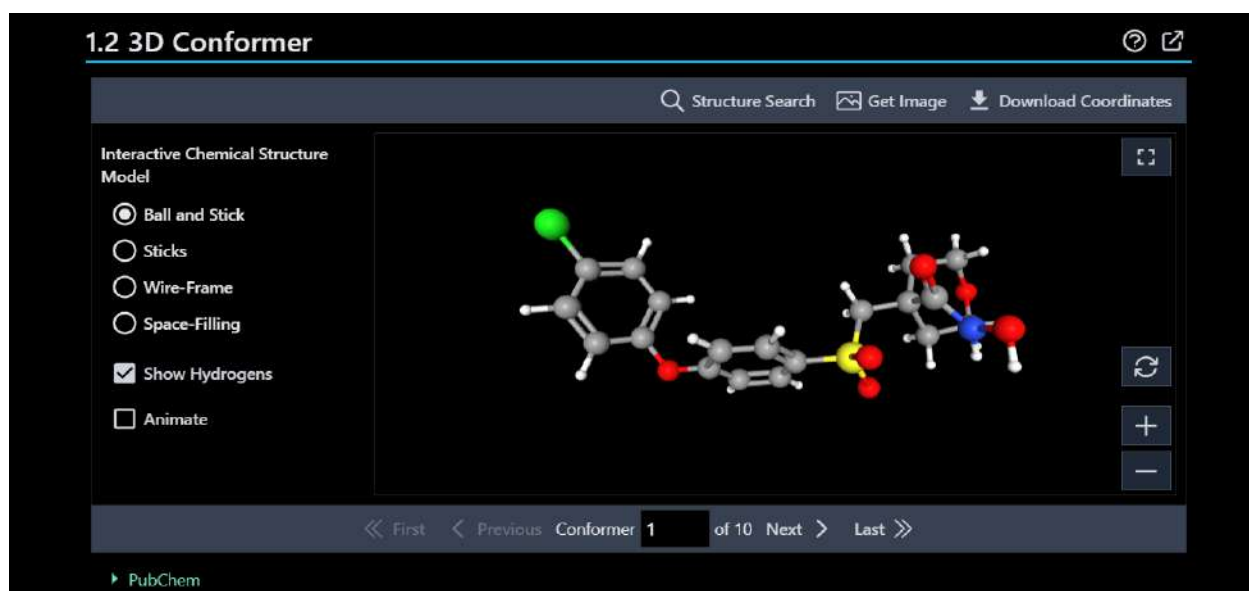 1.2 3D Conformer
Structure Search Get Image Download Coordinates
Interactive Chemical Structure
Model
Ball and Stick
Sticks
Wire-Frame
Space-Filling
Show Hydrogens
Animate
First Previous Conformer 1 of 10 Next Last
PubChem